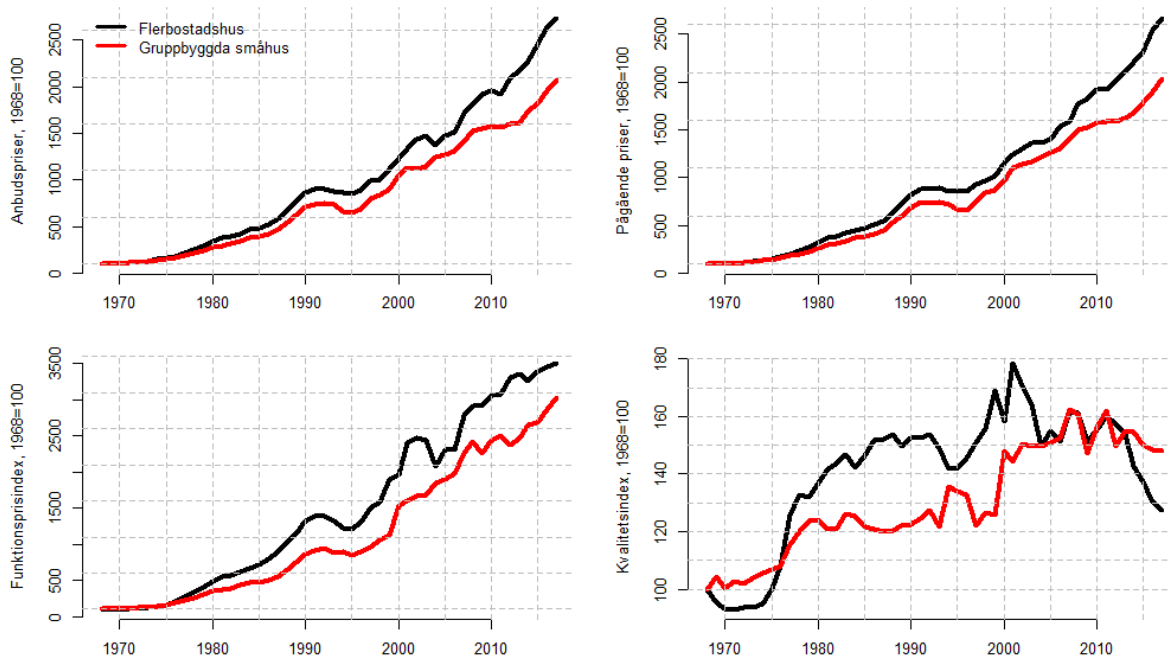 Anbudspriser, 1968=100
0 500 1000 1500 2000 2500
Flerbostadshus
Gruppbyggda småhus
1970 1980 1990 2000 2010
Pågående priser, 1968=100
0 500 1000 1500 2000 2500
1970 1980 1990 2000 2010
Funktionsprisindex, 1968=100
0 500 1500 2500 3500
1970 1980 1990 2000 2010
Kvalitetsindex, 1968=100
100 120 140 160 180
1970 1980 1990 2000 2010